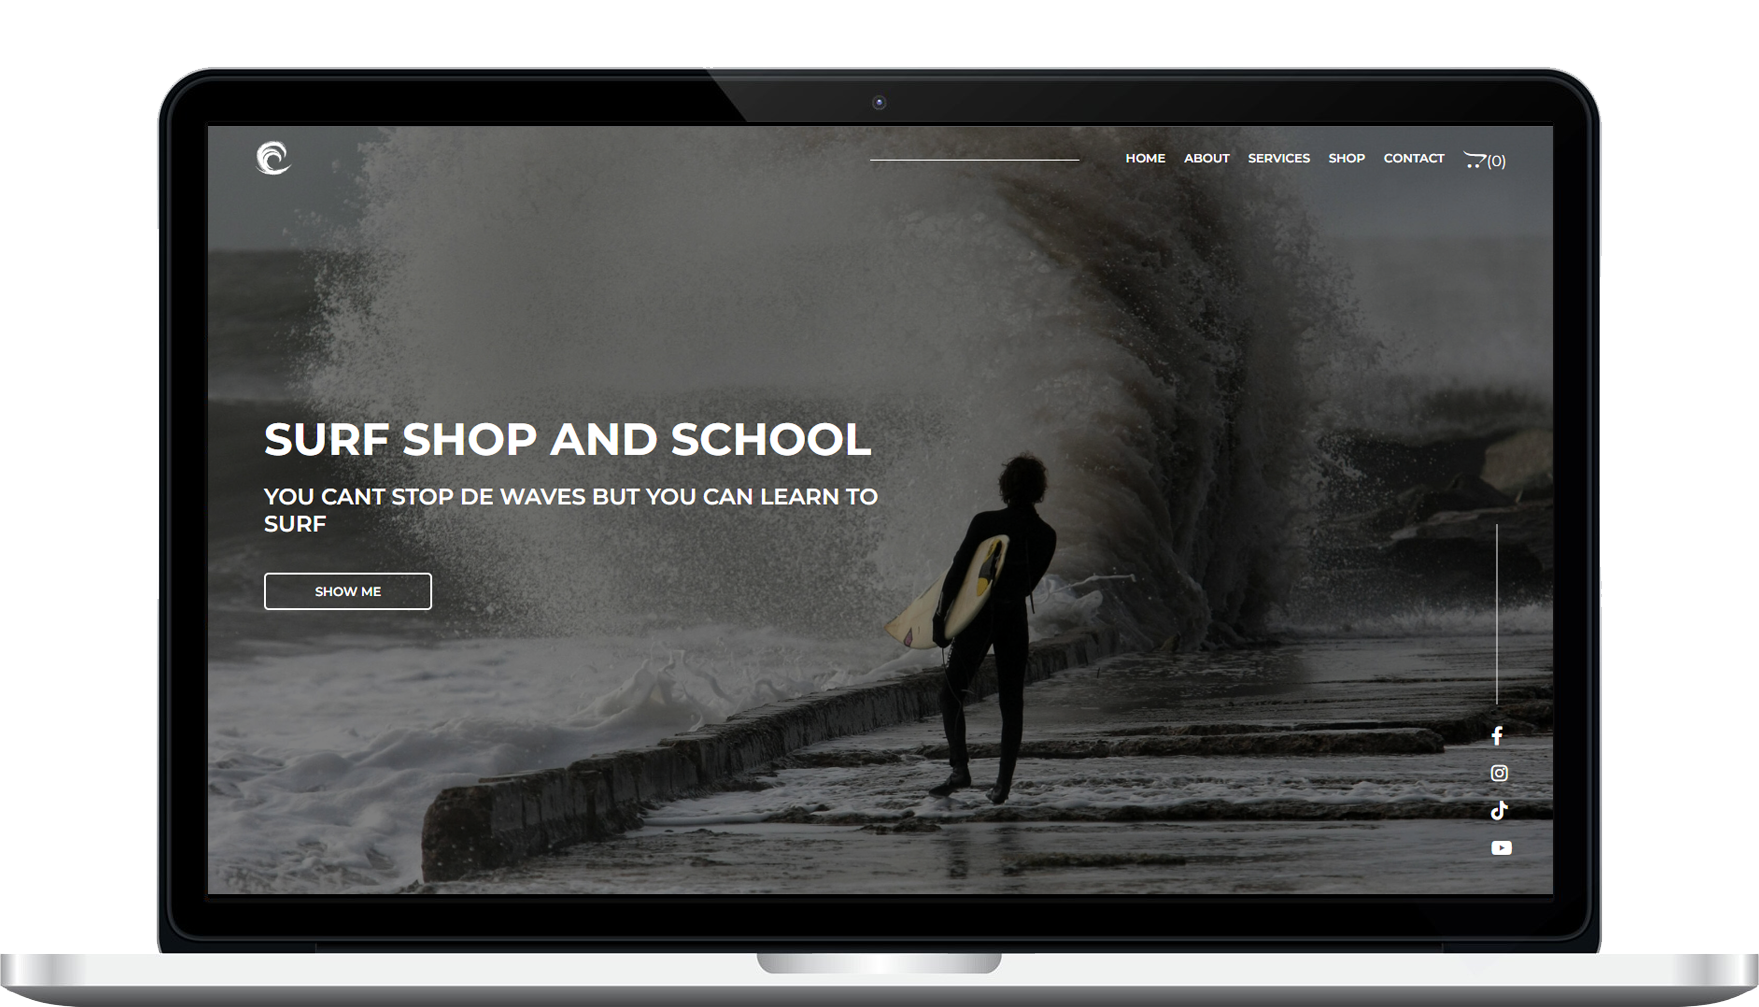 HOME ABOUT SERVICES SHOP CONTACT (0)
SURF SHOP AND SCHOOL
YOU CANT STOP DE WAVES BUT YOU CAN LEARN TO
SURF
SHOW ME